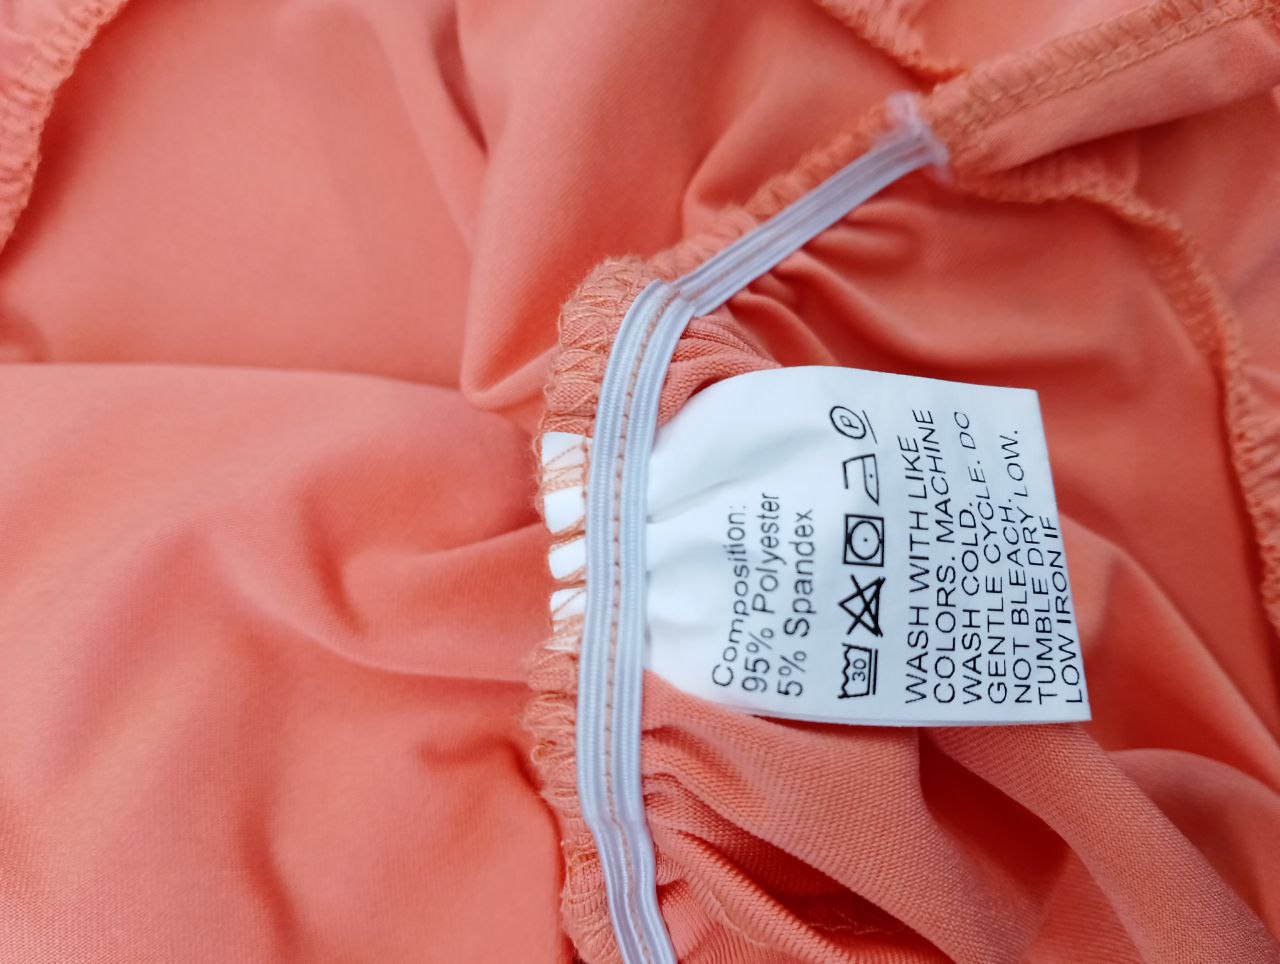 Composition:
95% Polyester
5% Spandex
30 P
WASH WITH LIKE
COLORS. MACHINE
WASH COLD.
GENTLE CYCLE. DO
NOT BLEACH.
TUMBLE DRY LOW.
LOW IRON IF